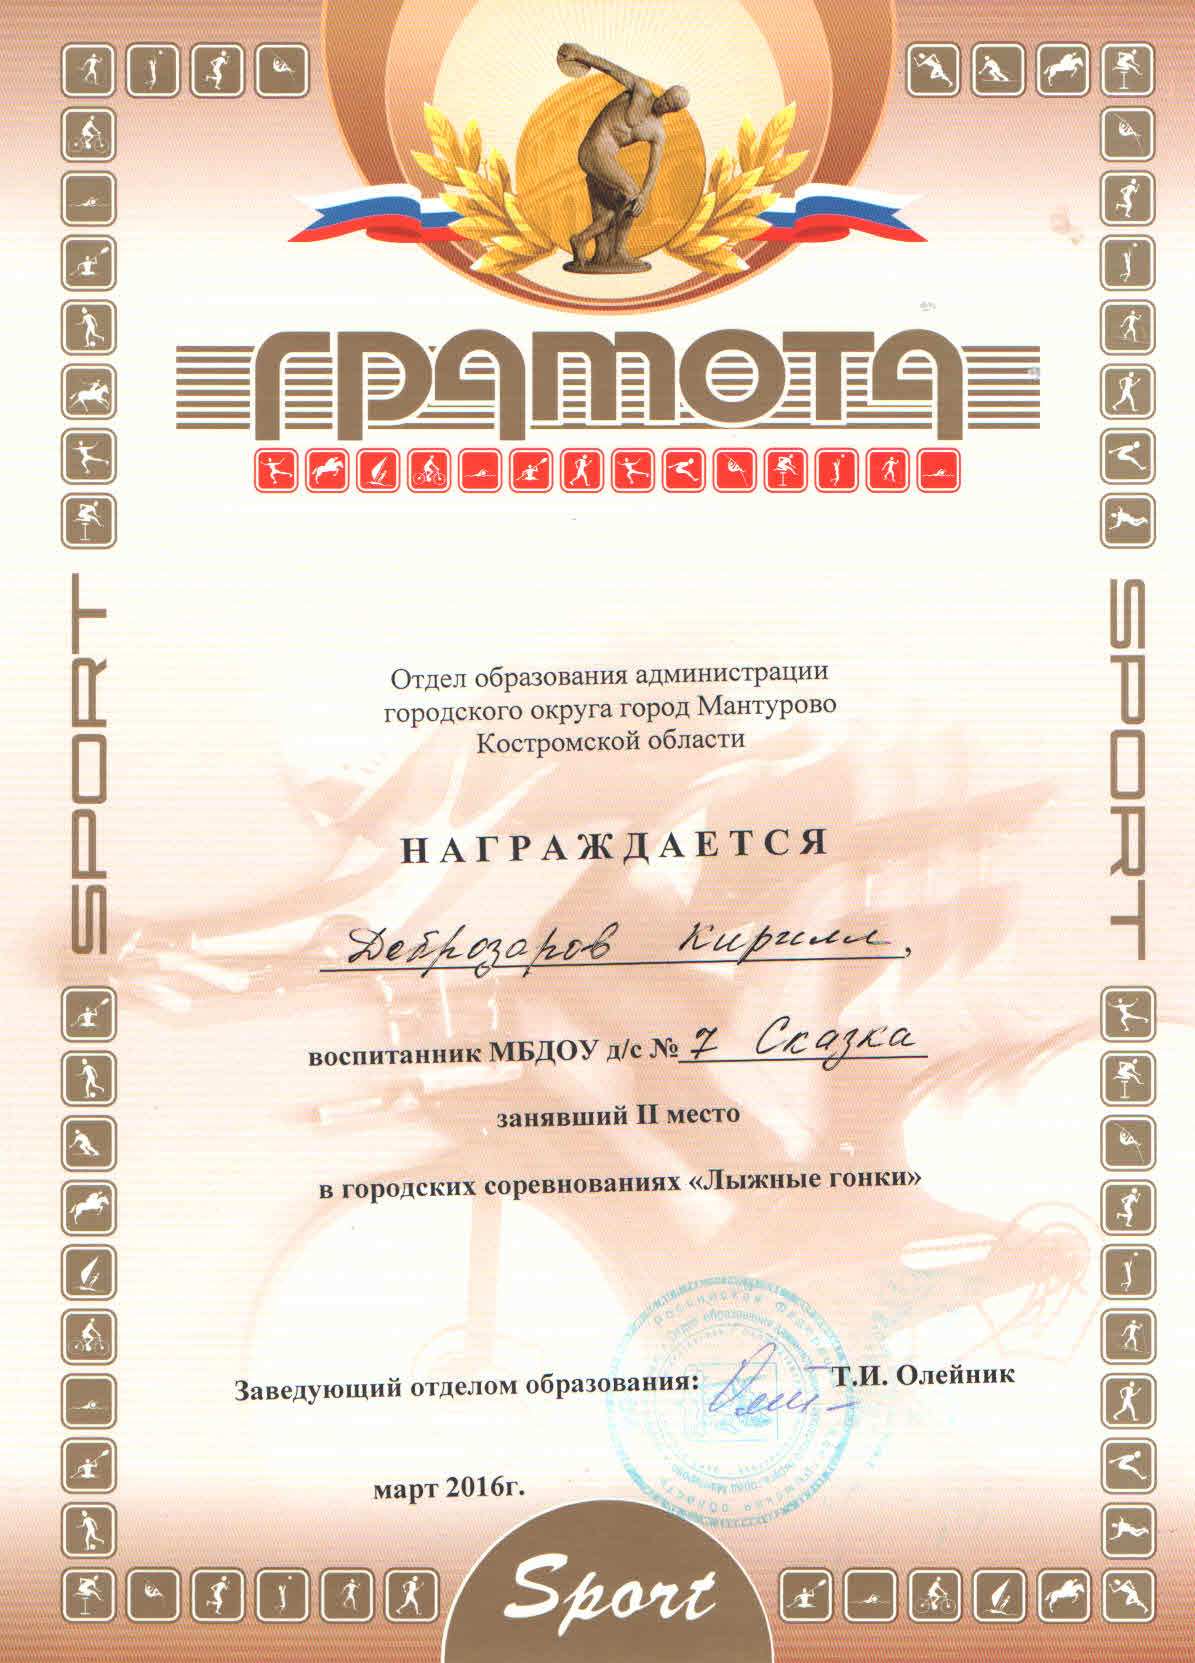 ГРАМОТА
SPORT
SPORT
Отдел образования администрации
городского округа город Мантурово
Костромской области
НАГРАЖДАЕТСЯ
Доброзаров Кирилл,
воспитанник МБДОУ д/с № 7 Сказка
занявший II место
в городских соревнованиях «Лыжные гонки»
Заведующий отделом образования: Т.И. Олейник
март 2016г.
Sport